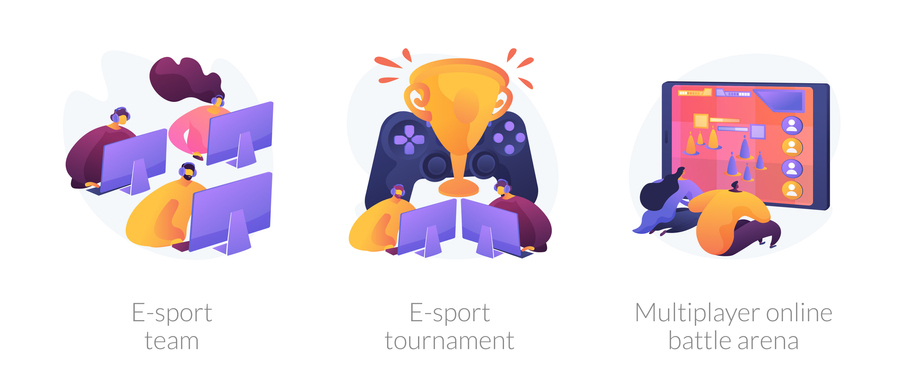 E-sport
team
E-sport
tournament
Multiplayer online
battle arena